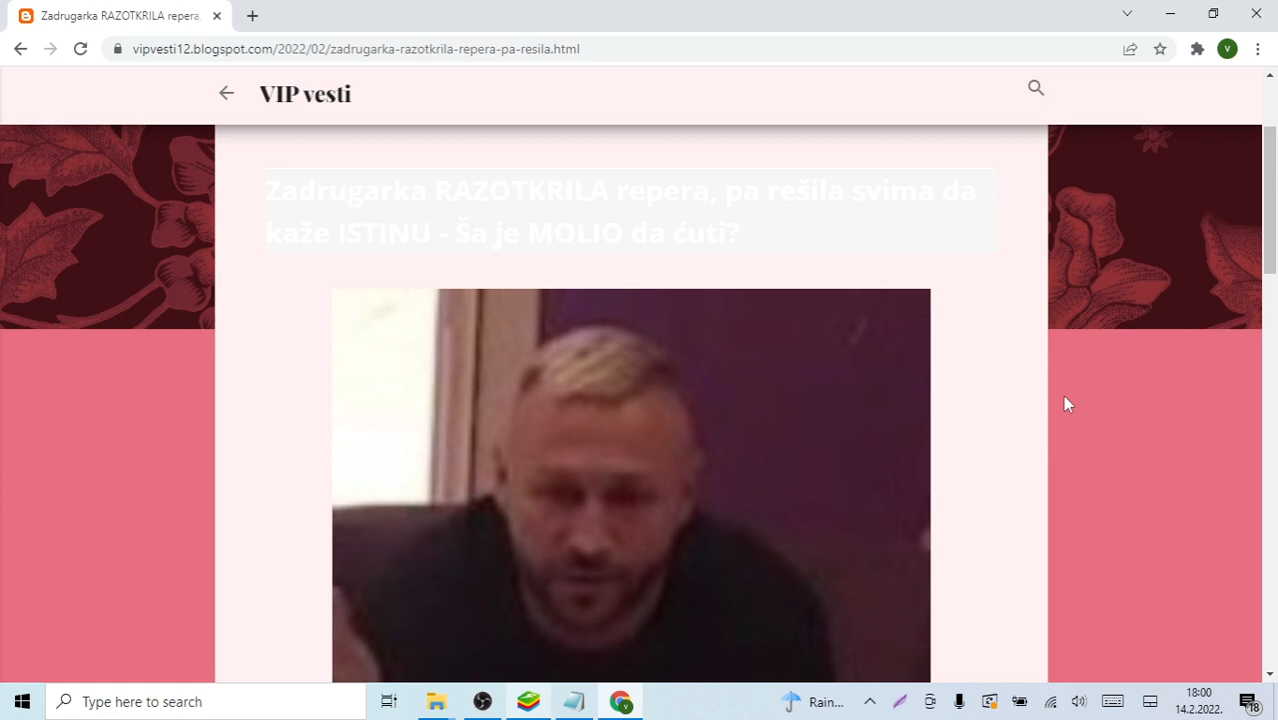 Zadrugarka RAZOTKRILA repera,
vipvesti12.blogspot.com/2022/02/zadrugarka-razotkrila-repera-pa-resila.html
V
VIP vesti
Zadrugarka RAZOTKRILA repera, pa rešila svima da
kaže ISTINU - Ša je MOLIO da ćuti?
Type here to search
Rain...
18:00
14.2.2022.
18